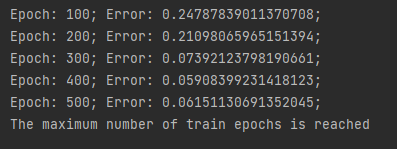 Epoch: 100; Error: 0.24787839011370708;
Epoch: 200; Error: 0.21098065965151394;
Epoch: 300; Error: 0.07392123798190661;
Epoch: 400; Error: 0.05908399231418123;
Epoch: 500; Error: 0.06151130691352045;
The maximum number of train epochs is reached